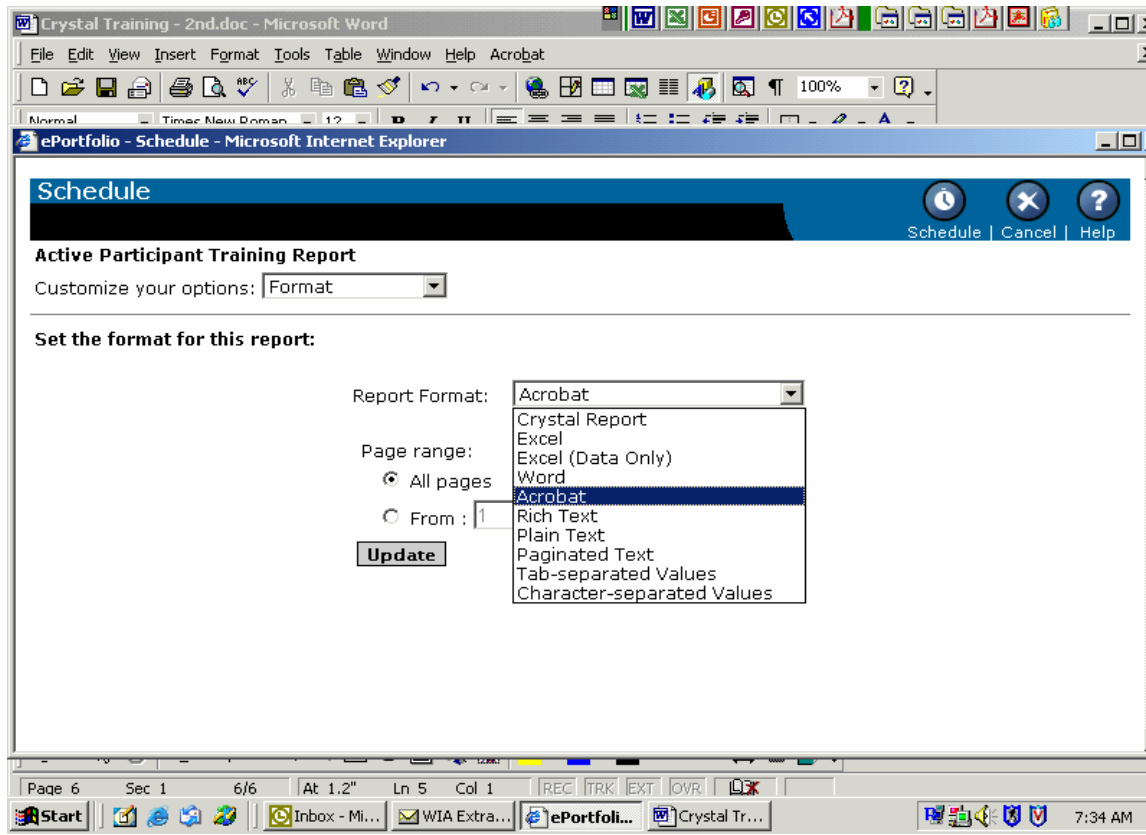 Crystal Training - 2nd.doc - Microsoft Word
File Edit View Insert Format Tools Table Window Help Acrobat
100%
Normal Times New Roman 12 B I U A
ePortfolio - Schedule - Microsoft Internet Explorer
Schedule
Schedule | Cancel | Help
Active Participant Training Report
Customize your options: Format
Set the format for this report:
Report Format: Acrobat
Crystal Report
Excel
Excel (Data Only)
Word
Acrobat
Rich Text
Plain Text
Paginated Text
Tab-separated Values
Character-separated Values
Page range:
All pages
From : 1
Update
Page 6 Sec 1 6/6 At 1.2" Ln 5 Col 1 REC TRK EXT OVR
Start Inbox - Mi... WIA Extra... ePortfoli... Crystal Tr... 7:34 AM